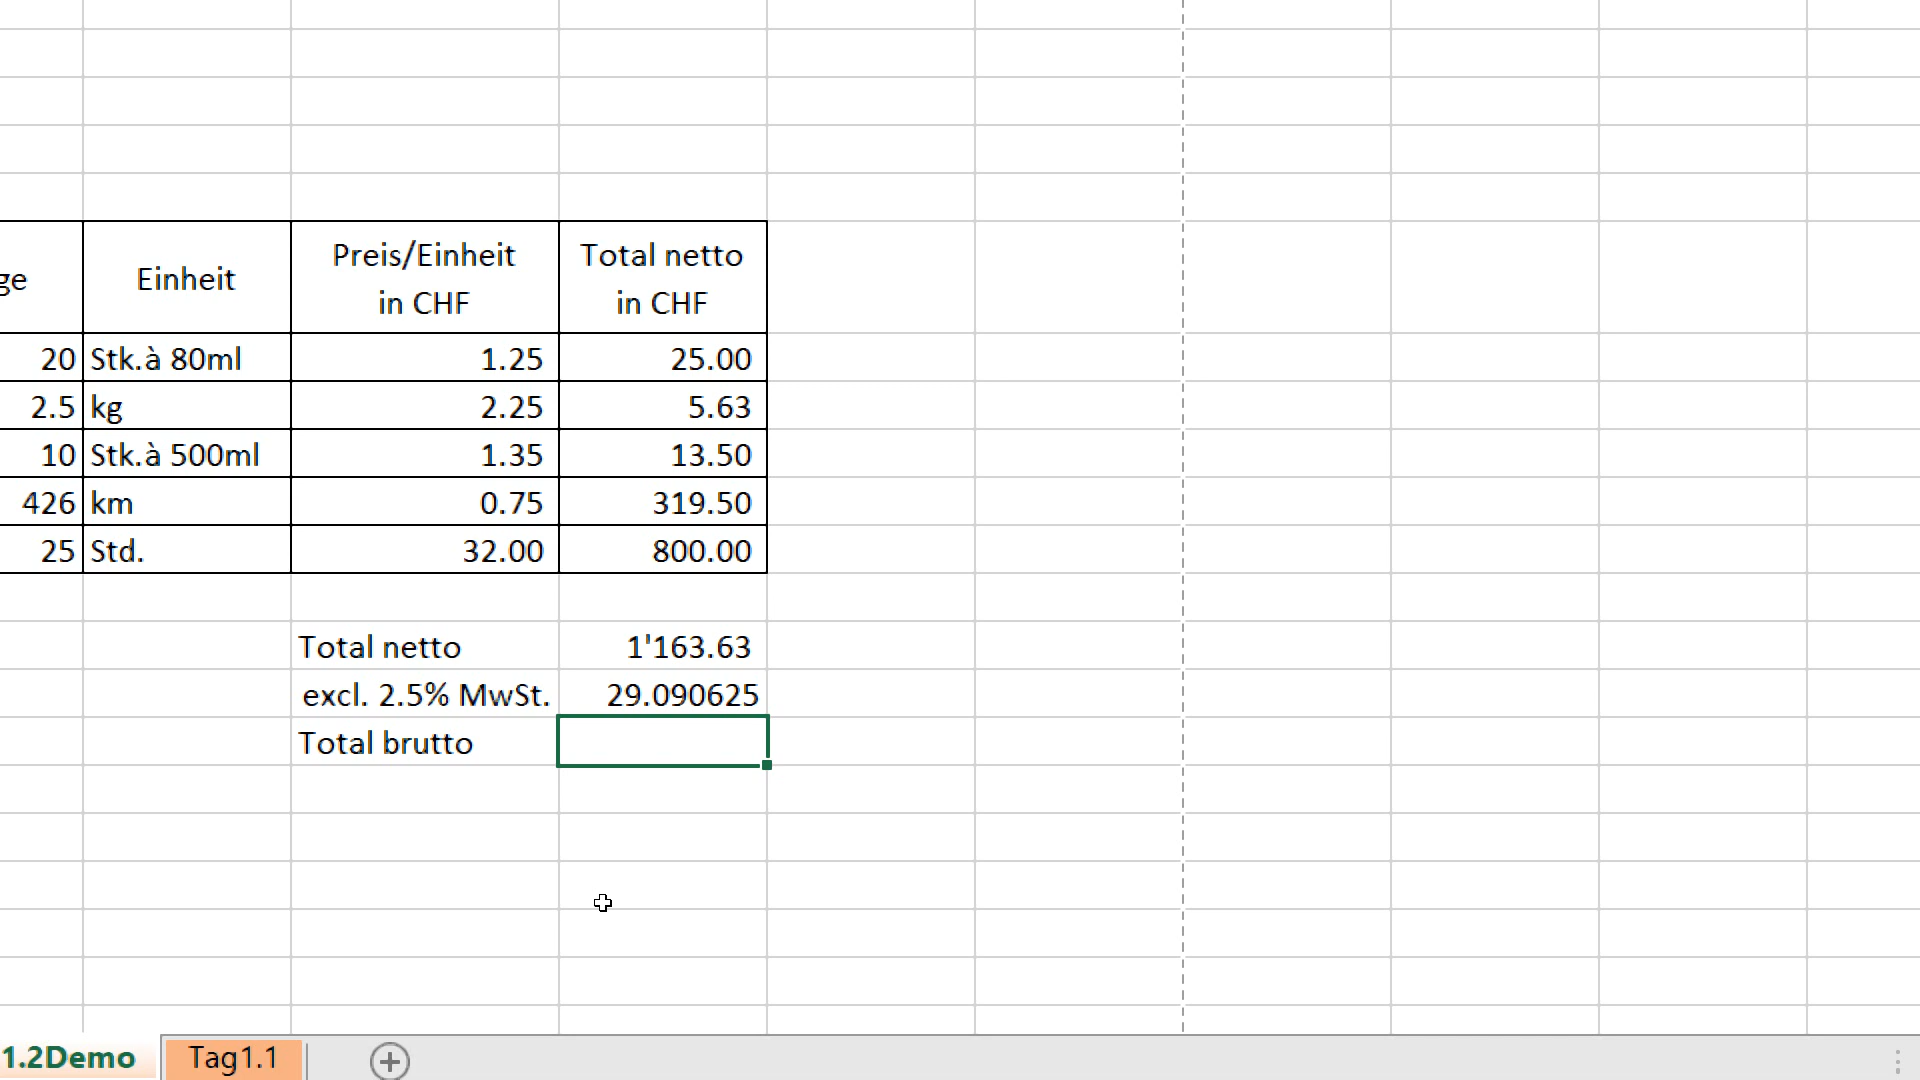 ge Einheit Preis/Einheit in CHF Total netto in CHF
20 Stk.à 80ml 1.25 25.00
2.5 kg 2.25 5.63
10 Stk.à 500ml 1.35 13.50
426 km 0.75 319.50
25 Std. 32.00 800.00
Total netto 1'163.63
excl. 2.5% MwSt. 29.090625
Total brutto
1.2Demo Tag1.1